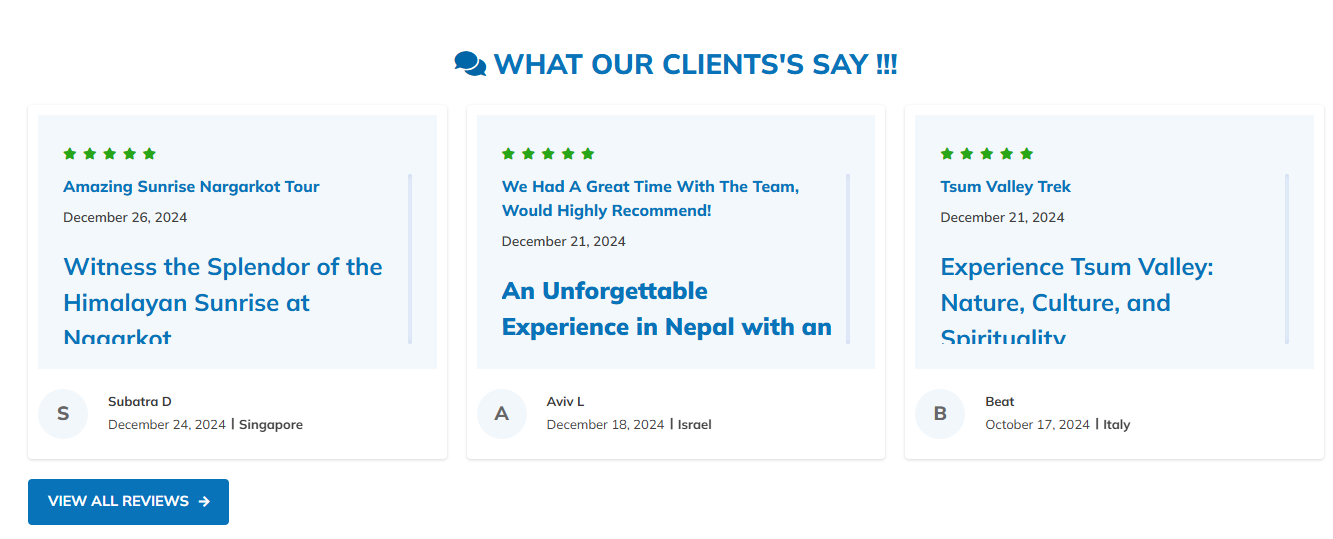 WHAT OUR CLIENTS'S SAY !!!
Amazing Sunrise Nargarkot Tour
December 26, 2024
Witness the Splendor of the
Himalayan Sunrise at
Nagarkot
S
Subatra D
December 24, 2024 | Singapore
We Had A Great Time With The Team,
Would Highly Recommend!
December 21, 2024
An Unforgettable
Experience in Nepal with an
A
Aviv L
December 18, 2024 | Israel
Tsum Valley Trek
December 21, 2024
Experience Tsum Valley:
Nature, Culture, and
Spirituality
B
Beat
October 17, 2024 | Italy
VIEW ALL REVIEWS →